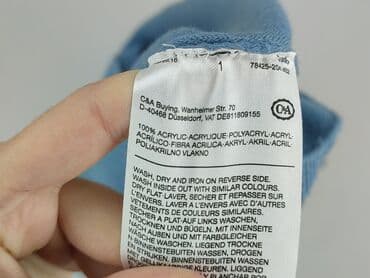 1
C&A Buying, Wanheimer Str. 70
D-40468 Düsseldorf, VAT DE811809155
C&A
100% ACRYLIC-ACRYLIQUE-POLYACRYL-ACRYL-
ACRÍLICO-FIBRA ACRILICA-AKRYL-AKRIL-ACRIL
POLIAKRILNO VLAKNO
WASH, DRY AND IRON ON REVERSE SIDE.
WASH INSIDE OUT WITH SIMILAR COLOURS.
DRY FLAT LAVER, SECHER ET REPASSER SUR
L'ENVERS. LAVER A L'ENVERS AVEC D'AUTRES
VETEMENTS DE COULEURS SIMILAIRES.
SECHER A PLAT-AUF LINKS WASCHEN,
TROCKNEN UND BÜGELN. MIT INNENSEITE
NACH AUßEN UND MIT FARBGLEICHER
WÄSCHE WASCHEN. LIEGEND TROCKNE
EN BINNENSTEBUITEN WASSEN
BINNENSTEBUITEN
LIGGEND